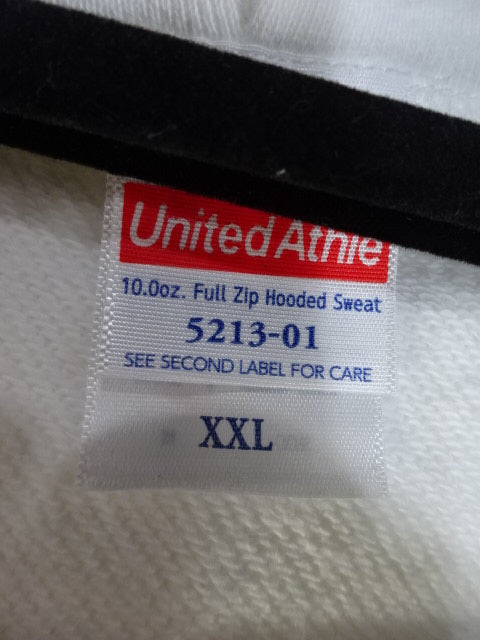 United Athle
10.0oz. Full Zip Hooded Sweat
5213-01
SEE SECOND LABEL FOR CARE
XXL